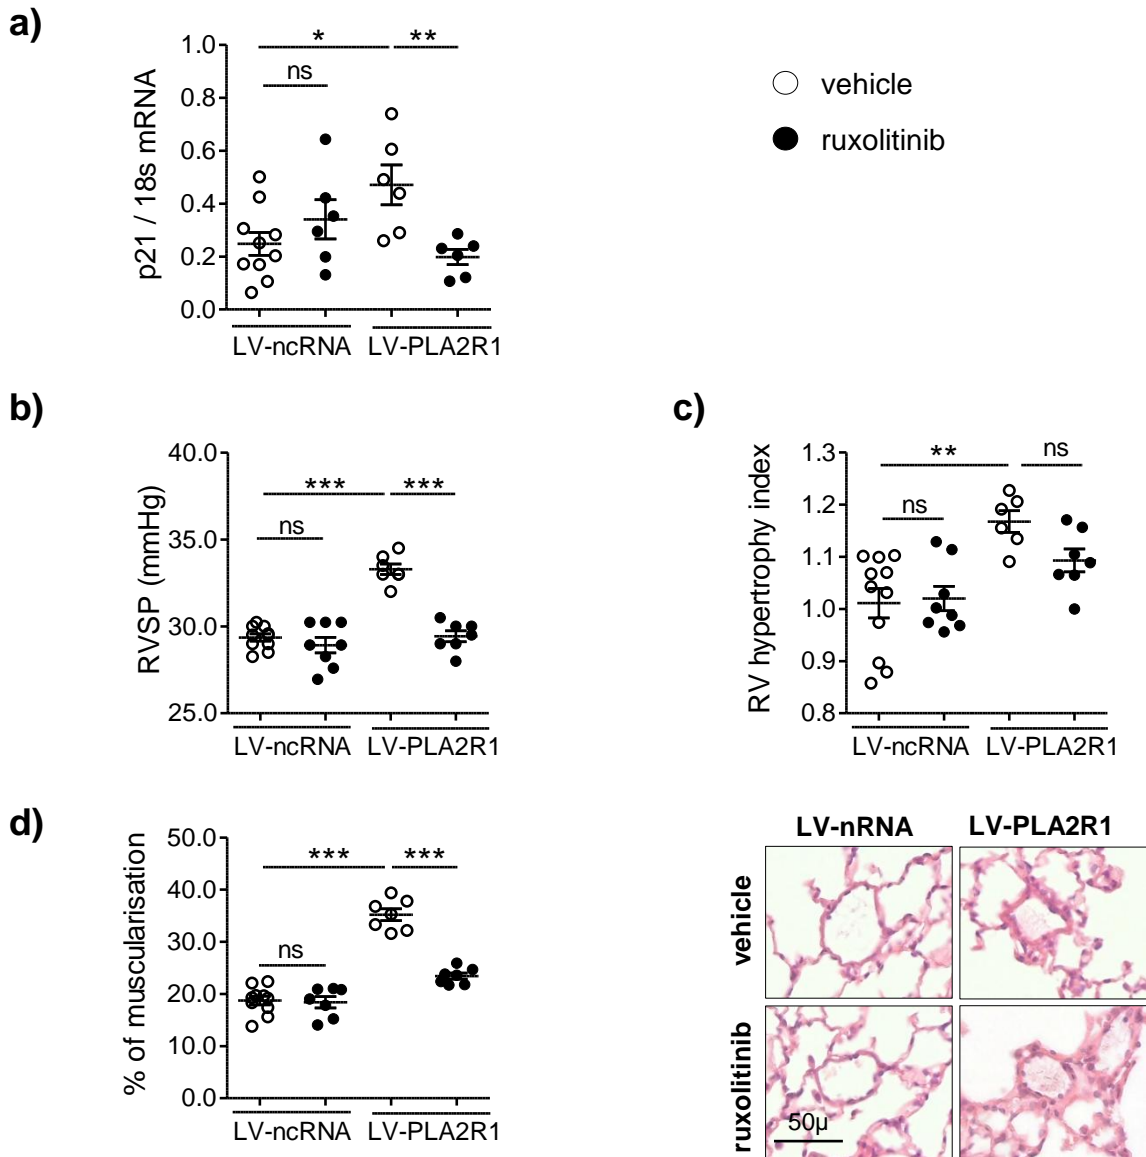 a)
p21 / 18s mRNA
1.0
0.8
0.6
0.4
0.2
0.0
*
**
ns
LV-ncRNA
LV-PLA2R1
vehicle
ruxolitinib
b)
RVSP (mmHg)
40.0
35.0
30.0
25.0
***
***
ns
LV-ncRNA
LV-PLA2R1
c)
RV hypertrophy index
1.3
1.2
1.1
1.0
0.9
0.8
**
ns
ns
LV-ncRNA
LV-PLA2R1
d)
% of muscularisation
50.0
40.0
30.0
20.0
10.0
0.0
***
***
ns
LV-ncRNA
LV-PLA2R1
LV-nRNA
LV-PLA2R1
vehicle
ruxolitinib
50µ